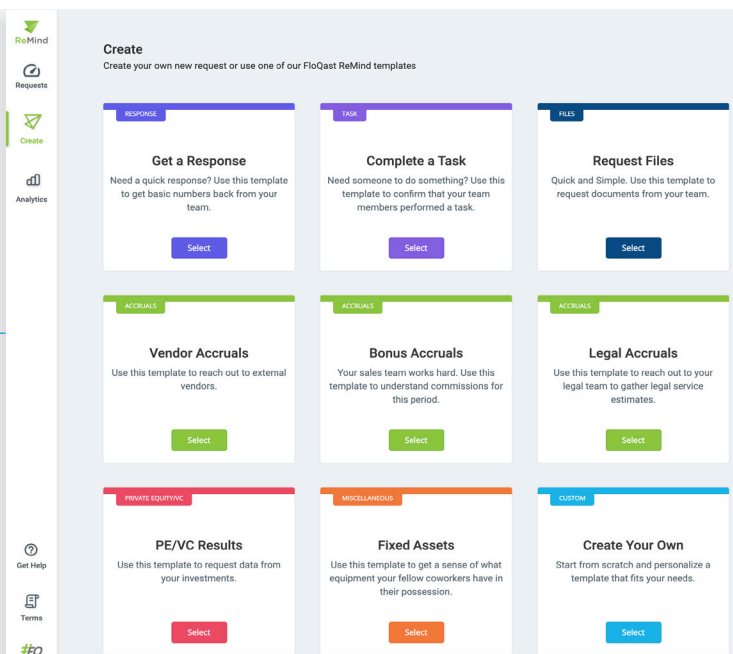 ReMind
Requests
Create
Analytics
Get Help
Terms
#FQ
Create
Create your own new request or use one of our FloQast ReMind templates
RESPONSE
Get a Response
Need a quick response? Use this template
to get basic numbers back from your
team.
Select
TASK
Complete a Task
Need someone to do something? Use this
template to confirm that your team
members performed a task.
Select
FILES
Request Files
Quick and Simple. Use this template to
request documents from your team.
Select
ACCRUALS
Vendor Accruals
Use this template to reach out to external
vendors.
Select
ACCRUALS
Bonus Accruals
Your sales team works hard. Use this
template to understand commissions for
this period.
Select
ACCRUALS
Legal Accruals
Use this template to reach out to your
legal team to gather legal service
estimates.
Select
PRIVATE EQUITY/VC
PE/VC Results
Use this template to request data from
your investments.
Select
MISCELLANEOUS
Fixed Assets
Use this template to get a sense of what
equipment your fellow coworkers have in
their possession.
Select
CUSTOM
Create Your Own
Start from scratch and personalize a
template that fits your needs.
Select